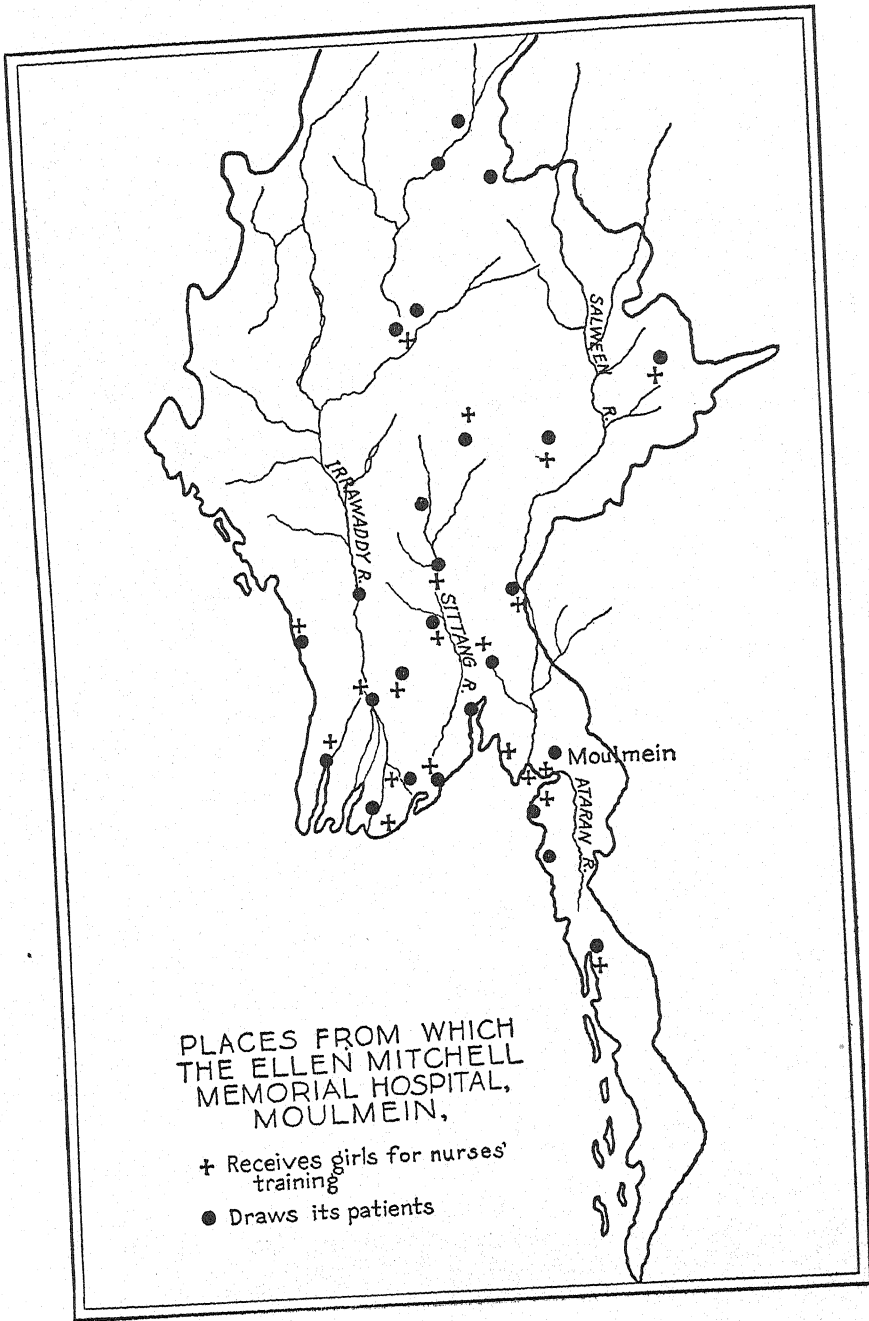 SALWEEN R.
IRRAWADDY R.
SITTANG R.
Moulmein
ATARAN R.
PLACES FROM WHICH
THE ELLEN MITCHELL
MEMORIAL HOSPITAL,
MOULMEIN,
+ Receives girls for nurses'
training
● Draws its patients